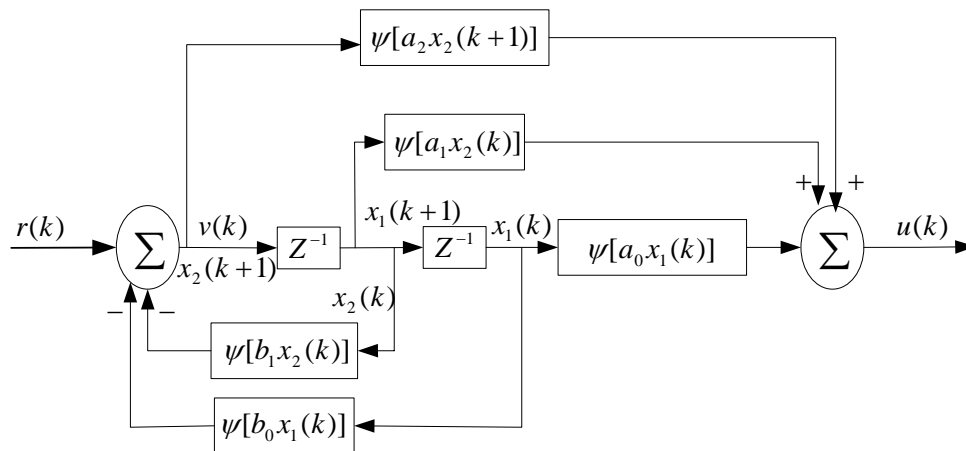 ψ[a₂x₂(k+1)]
ψ[a₁x₂(k)]
+ +
r(k) Σ v(k) Z⁻¹ x₁(k+1) Z⁻¹ x₁(k) ψ[a₀x₁(k)] Σ u(k)
x₂(k+1)
x₂(k)
− −
ψ[b₁x₂(k)]
ψ[b₀x₁(k)]